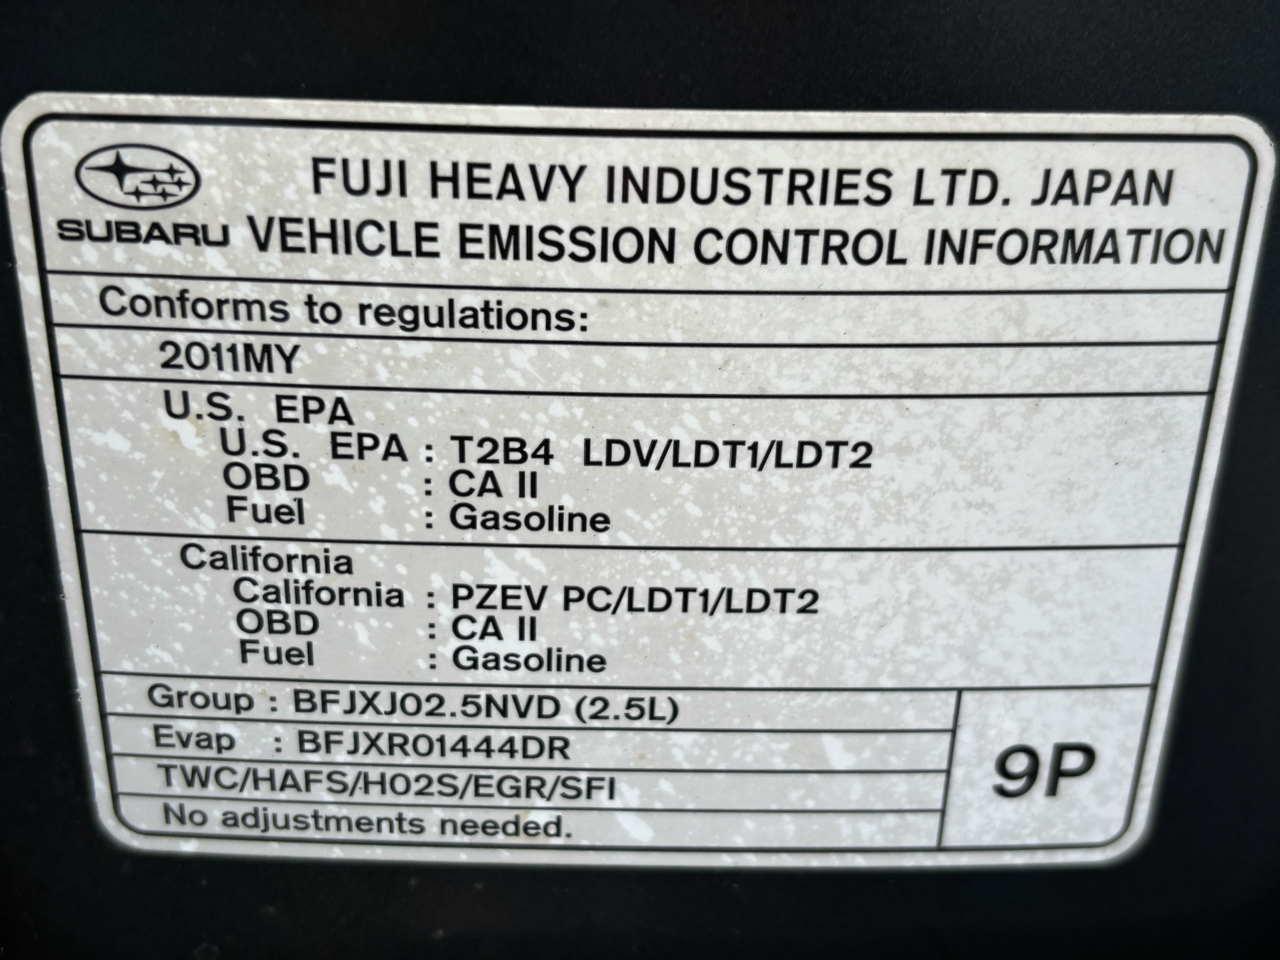 FUJI HEAVY INDUSTRIES LTD. JAPAN
SUBARU VEHICLE EMISSION CONTROL INFORMATION
Conforms to regulations:
2011MY
U.S. EPA
U.S. EPA : T2B4 LDV/LDT1/LDT2
OBD : CA II
Fuel : Gasoline
California
California : PZEV PC/LDT1/LDT2
OBD : CA II
Fuel : Gasoline
Group : BFJXJ02.5NVD (2.5L)
Evap : BFJXR01444DR
TWC/HAFS/HO2S/EGR/SFI
No adjustments needed.
9P